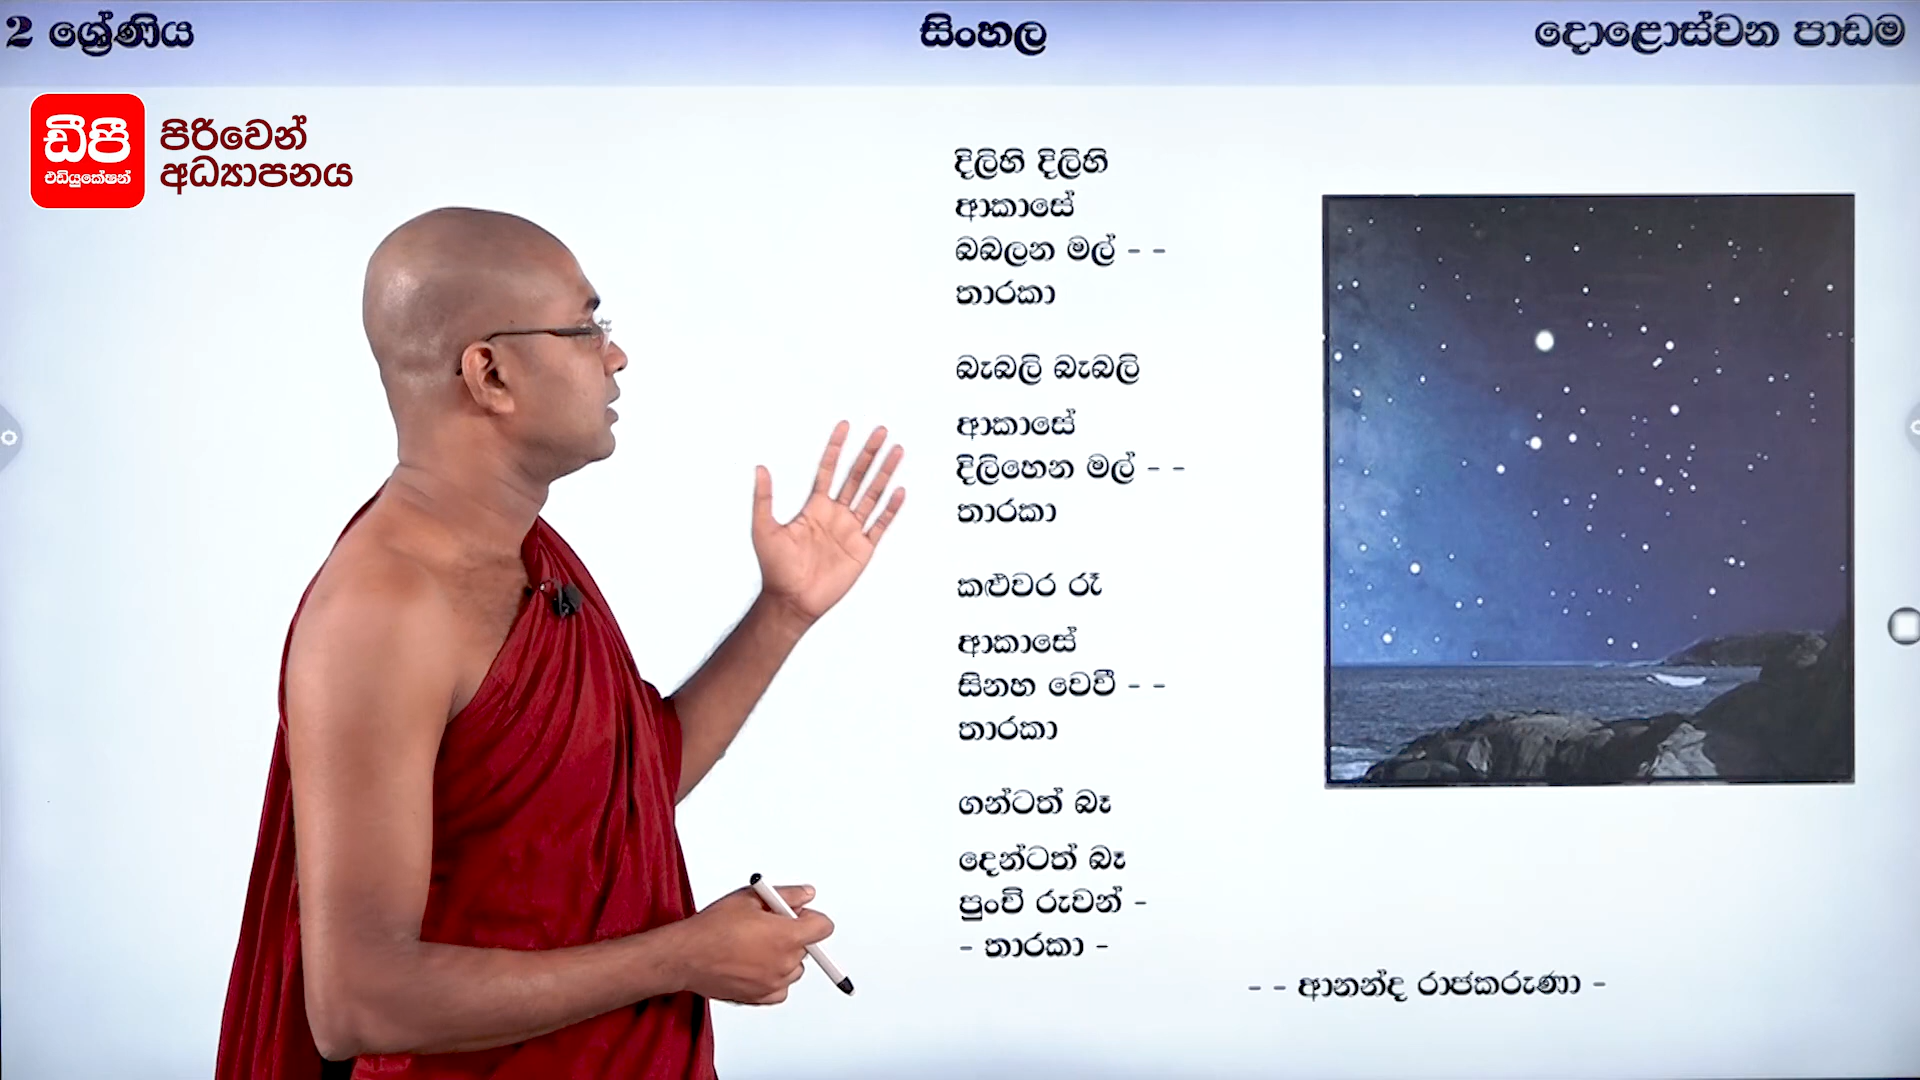 2 ශ්‍රේණිය
සිංහල
දොළොස්වන පාඩම
ඩීපී
එඩියුකේෂන්
පිරිවෙන්
අධ්‍යාපනය
දිලිහි දිලිහි
ආකාසේ
බබලන මල් - -
තාරකා
බැබලි බැබලි
ආකාසේ
දිලිහෙන මල් - -
තාරකා
කළුවර රෑ
ආකාසේ
සිනහ වෙවී - -
තාරකා
ගන්ටත් බෑ
දෙන්ටත් බෑ
පුංචි රුවන් -
- තාරකා -
- - ආනන්ද රාජකරුණා -